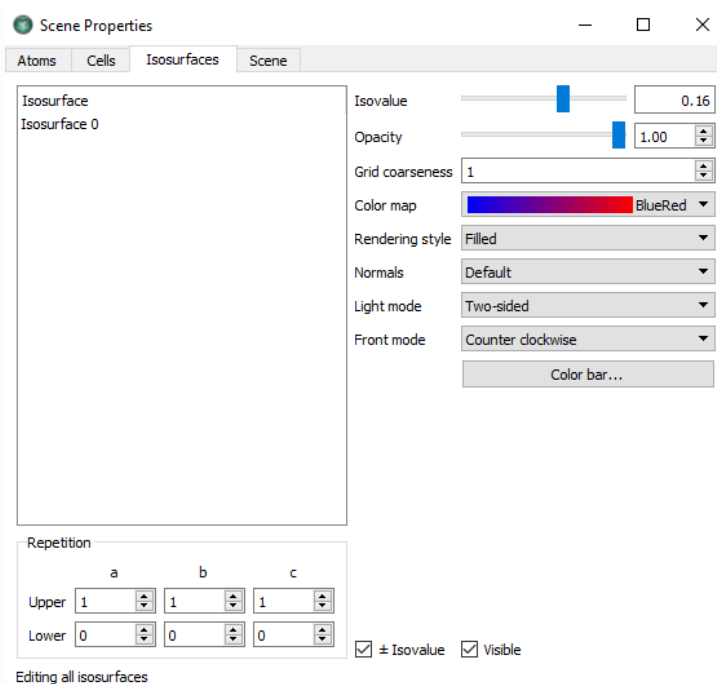 Scene Properties
Atoms Cells Isosurfaces Scene
Isosurface
Isosurface 0
Isovalue 0.16
Opacity 1.00
Grid coarseness 1
Color map BlueRed
Rendering style Filled
Normals Default
Light mode Two-sided
Front mode Counter clockwise
Color bar...
Repetition
a b c
Upper 1 1 1
Lower 0 0 0
± Isovalue Visible
Editing all isosurfaces